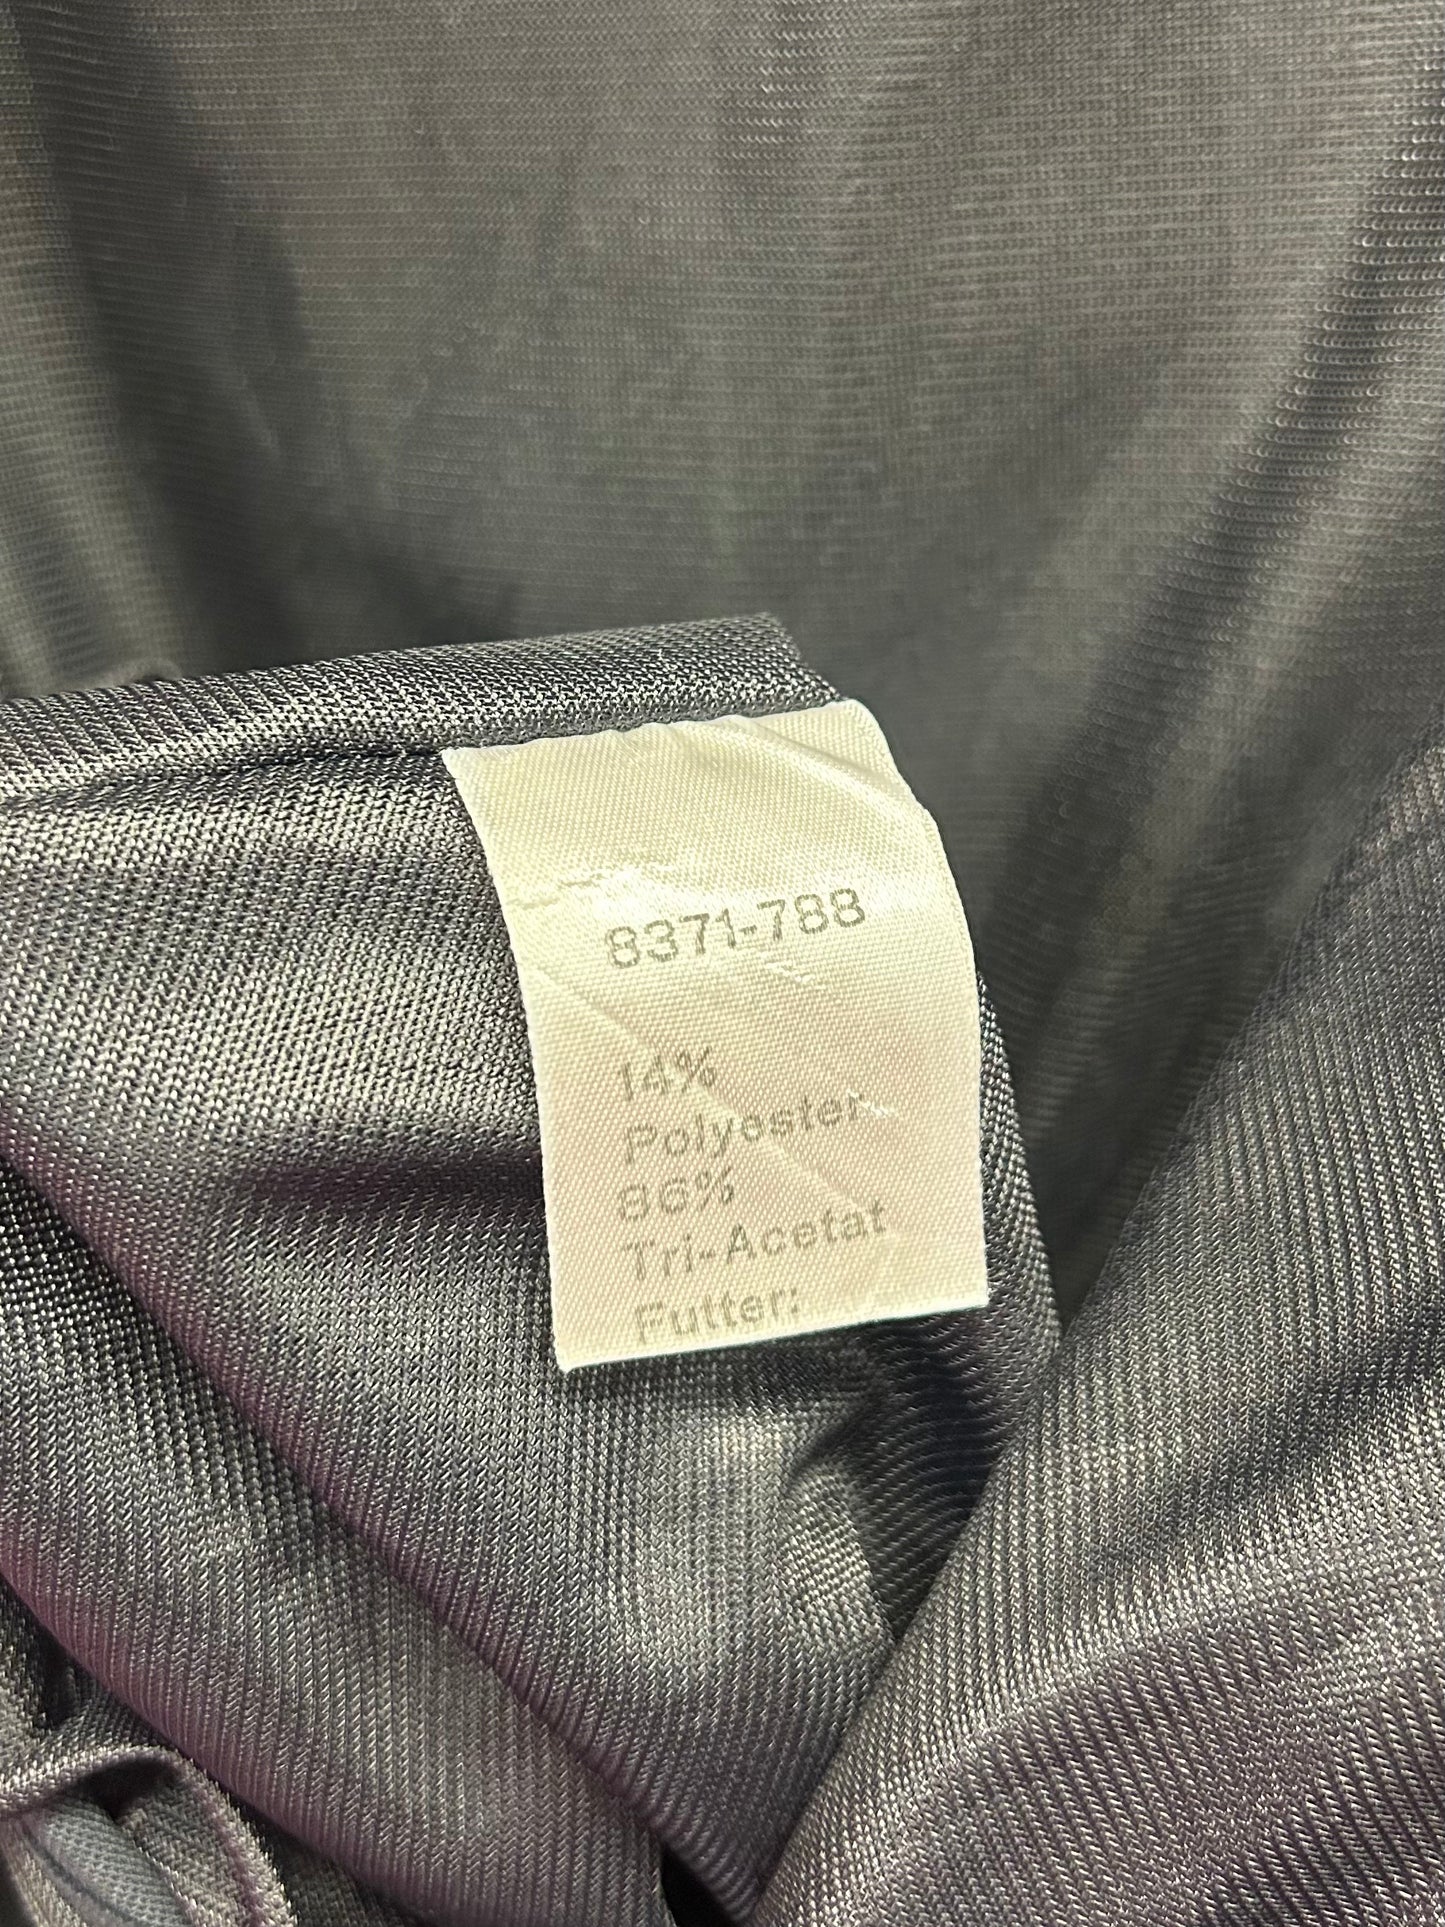 8371-788
14%
Polyester
86%
Tri-Acetat
Futter: